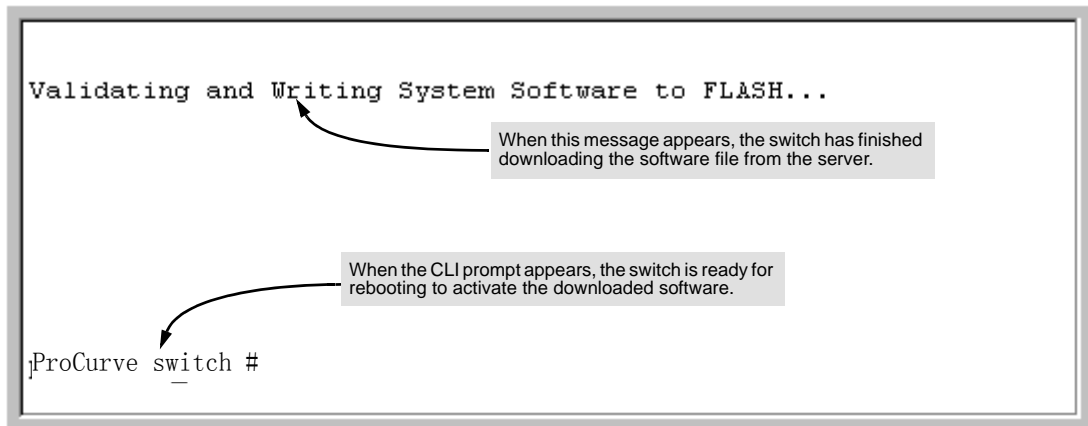 Validating and Writing System Software to FLASH...
When this message appears, the switch has finished
downloading the software file from the server.
When the CLI prompt appears, the switch is ready for
rebooting to activate the downloaded software.
ProCurve switch #